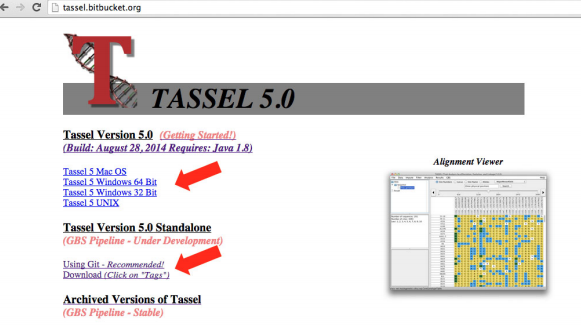 tassel.bitbucket.org
T
TASSEL 5.0
Tassel Version 5.0 (Getting Started!)
(Build: August 28, 2014 Requires: Java 1.8)
Tassel 5 Mac OS
Tassel 5 Windows 64 Bit
Tassel 5 Windows 32 Bit
Tassel 5 UNIX
Tassel Version 5.0 Standalone
(GBS Pipeline - Under Development)
Using Git - Recommended!
Download (Click on "Tags")
Archived Versions of Tassel
(GBS Pipeline - Stable)
Alignment Viewer